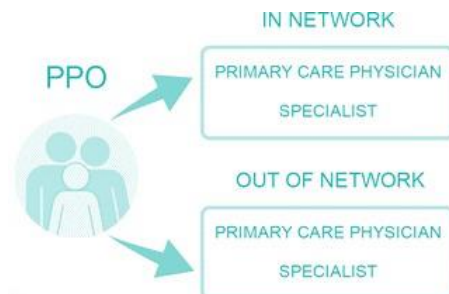 IN NETWORK
PPO
PRIMARY CARE PHYSICIAN
SPECIALIST
OUT OF NETWORK
PRIMARY CARE PHYSICIAN
SPECIALIST